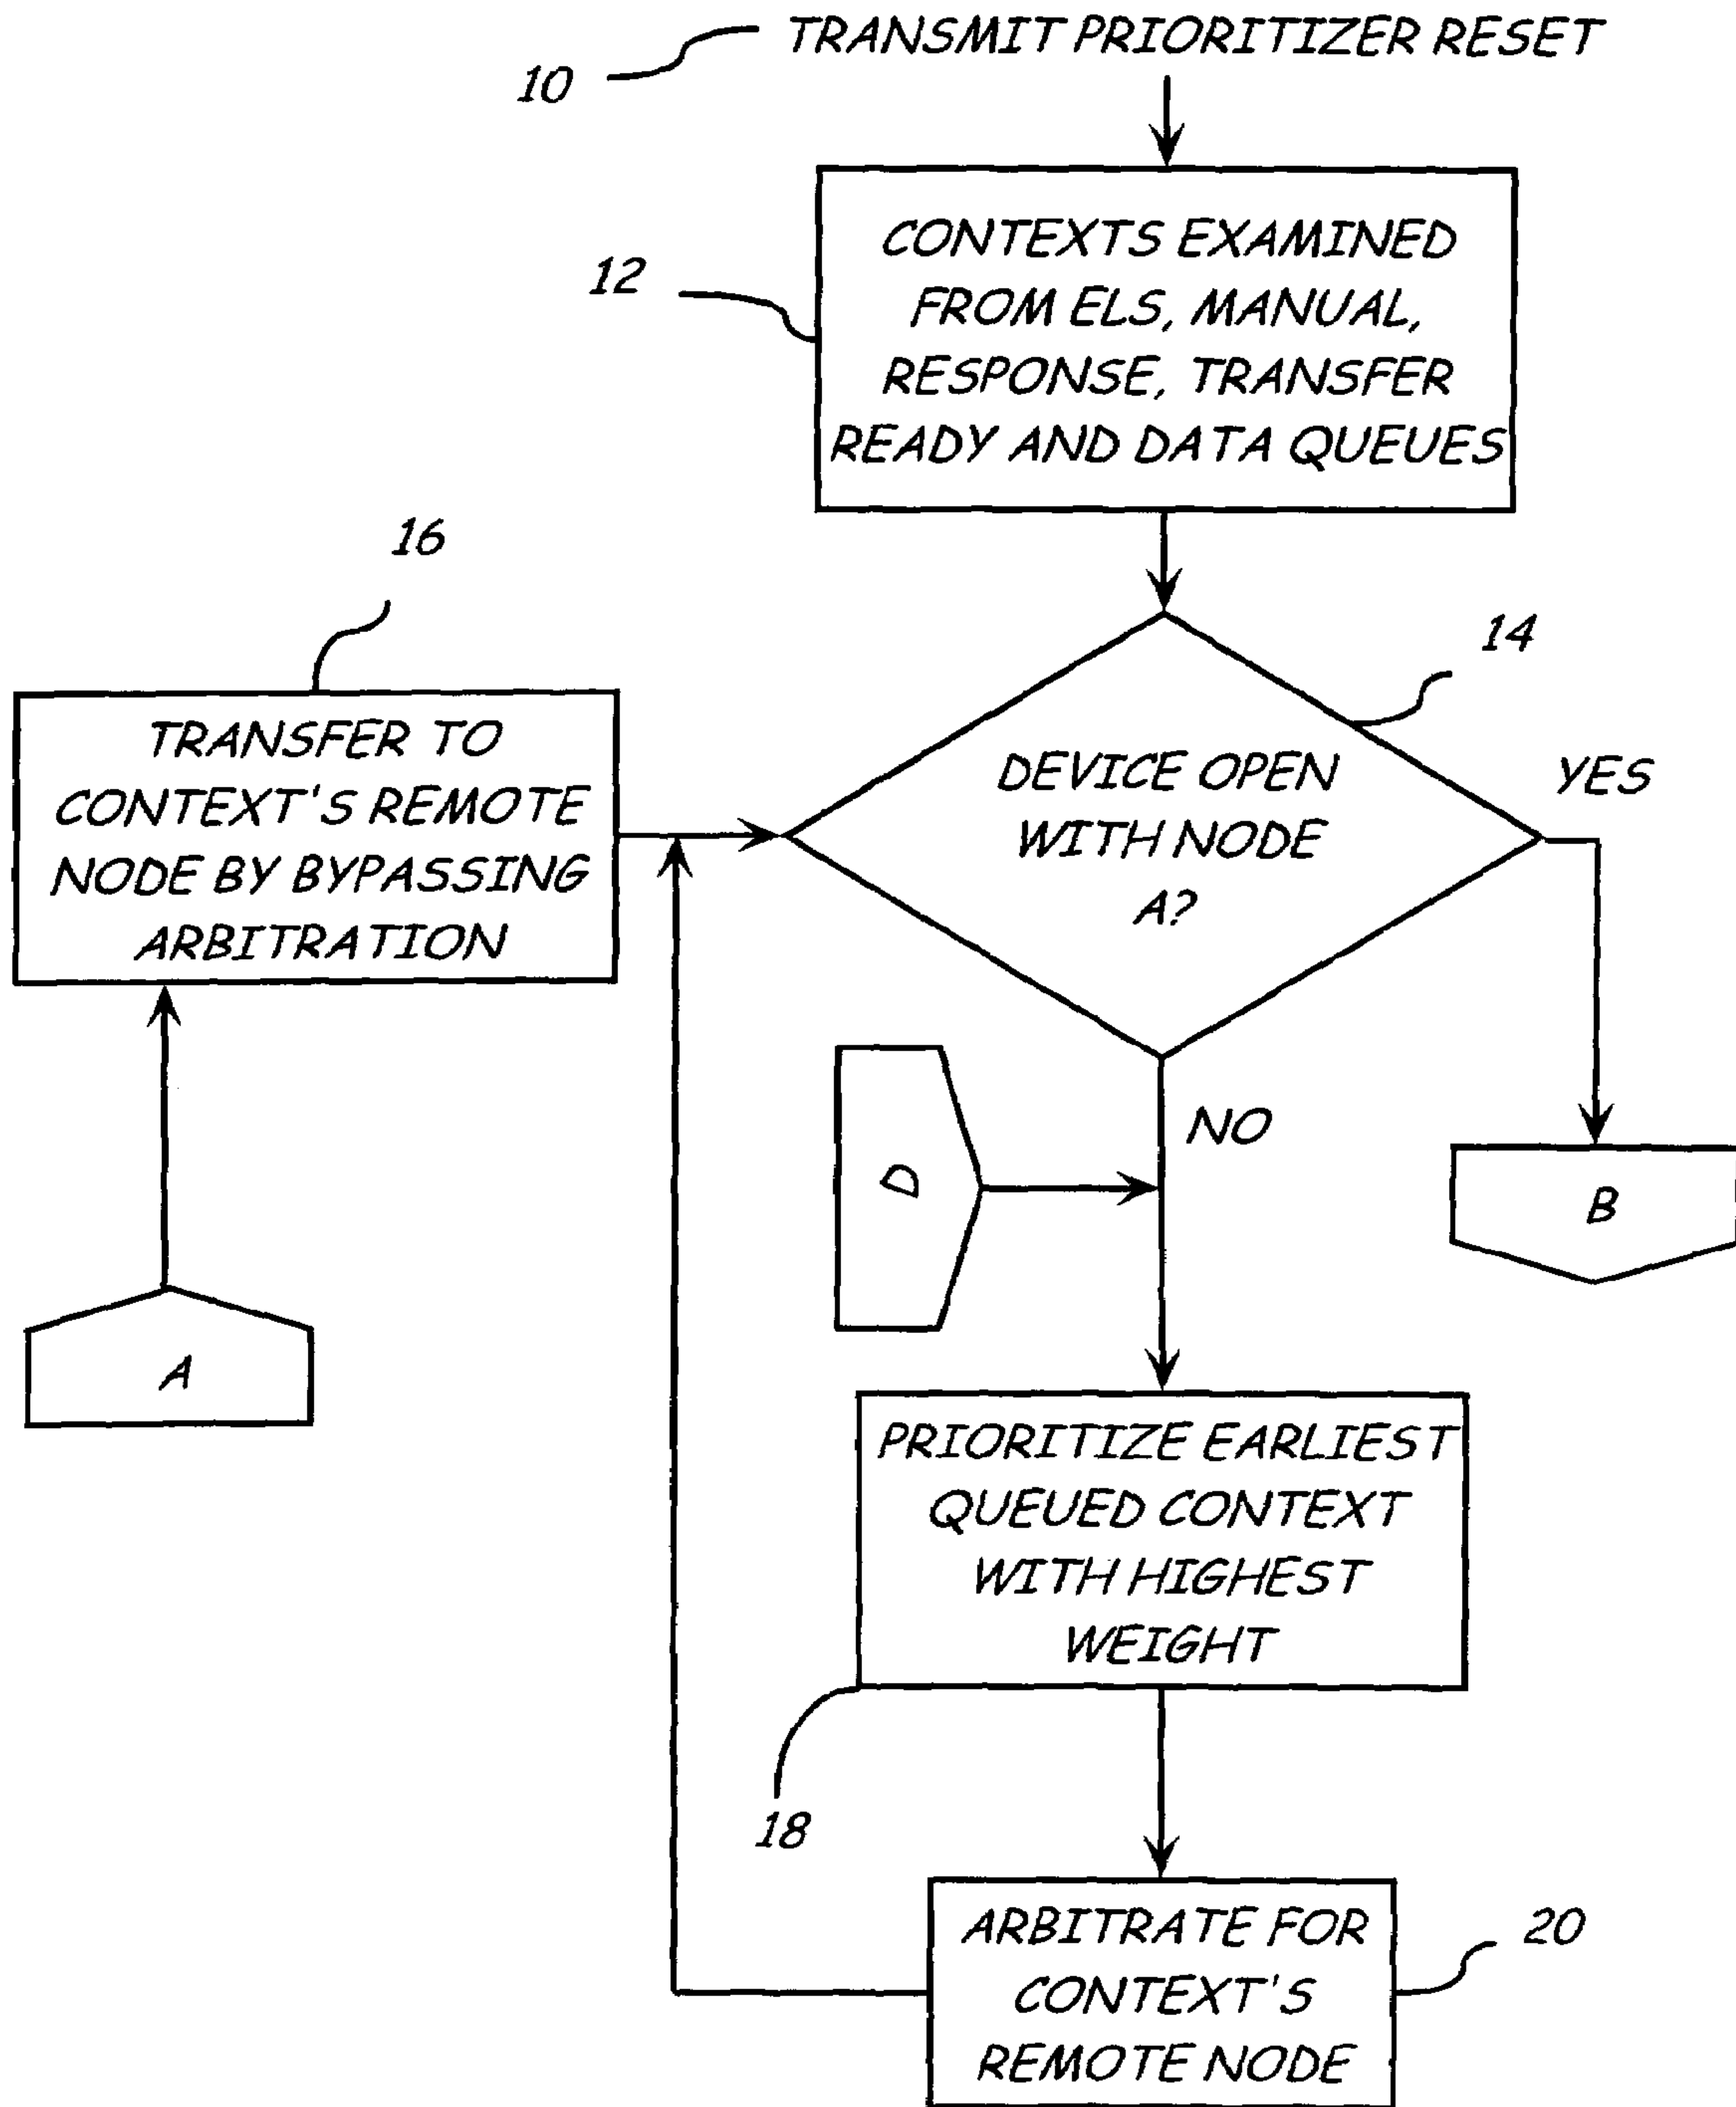 TRANSMIT PRIORITIZER RESET
10
CONTEXTS EXAMINED
FROM ELS, MANUAL,
RESPONSE, TRANSFER
READY AND DATA QUEUES
12
16
14
TRANSFER TO
CONTEXT'S REMOTE
NODE BY BYPASSING
ARBITRATION
DEVICE OPEN
WITH NODE
A?
YES
NO
D
B
A
PRIORITIZE EARLIEST
QUEUED CONTEXT
WITH HIGHEST
WEIGHT
18
ARBITRATE FOR
CONTEXT'S
REMOTE NODE
20